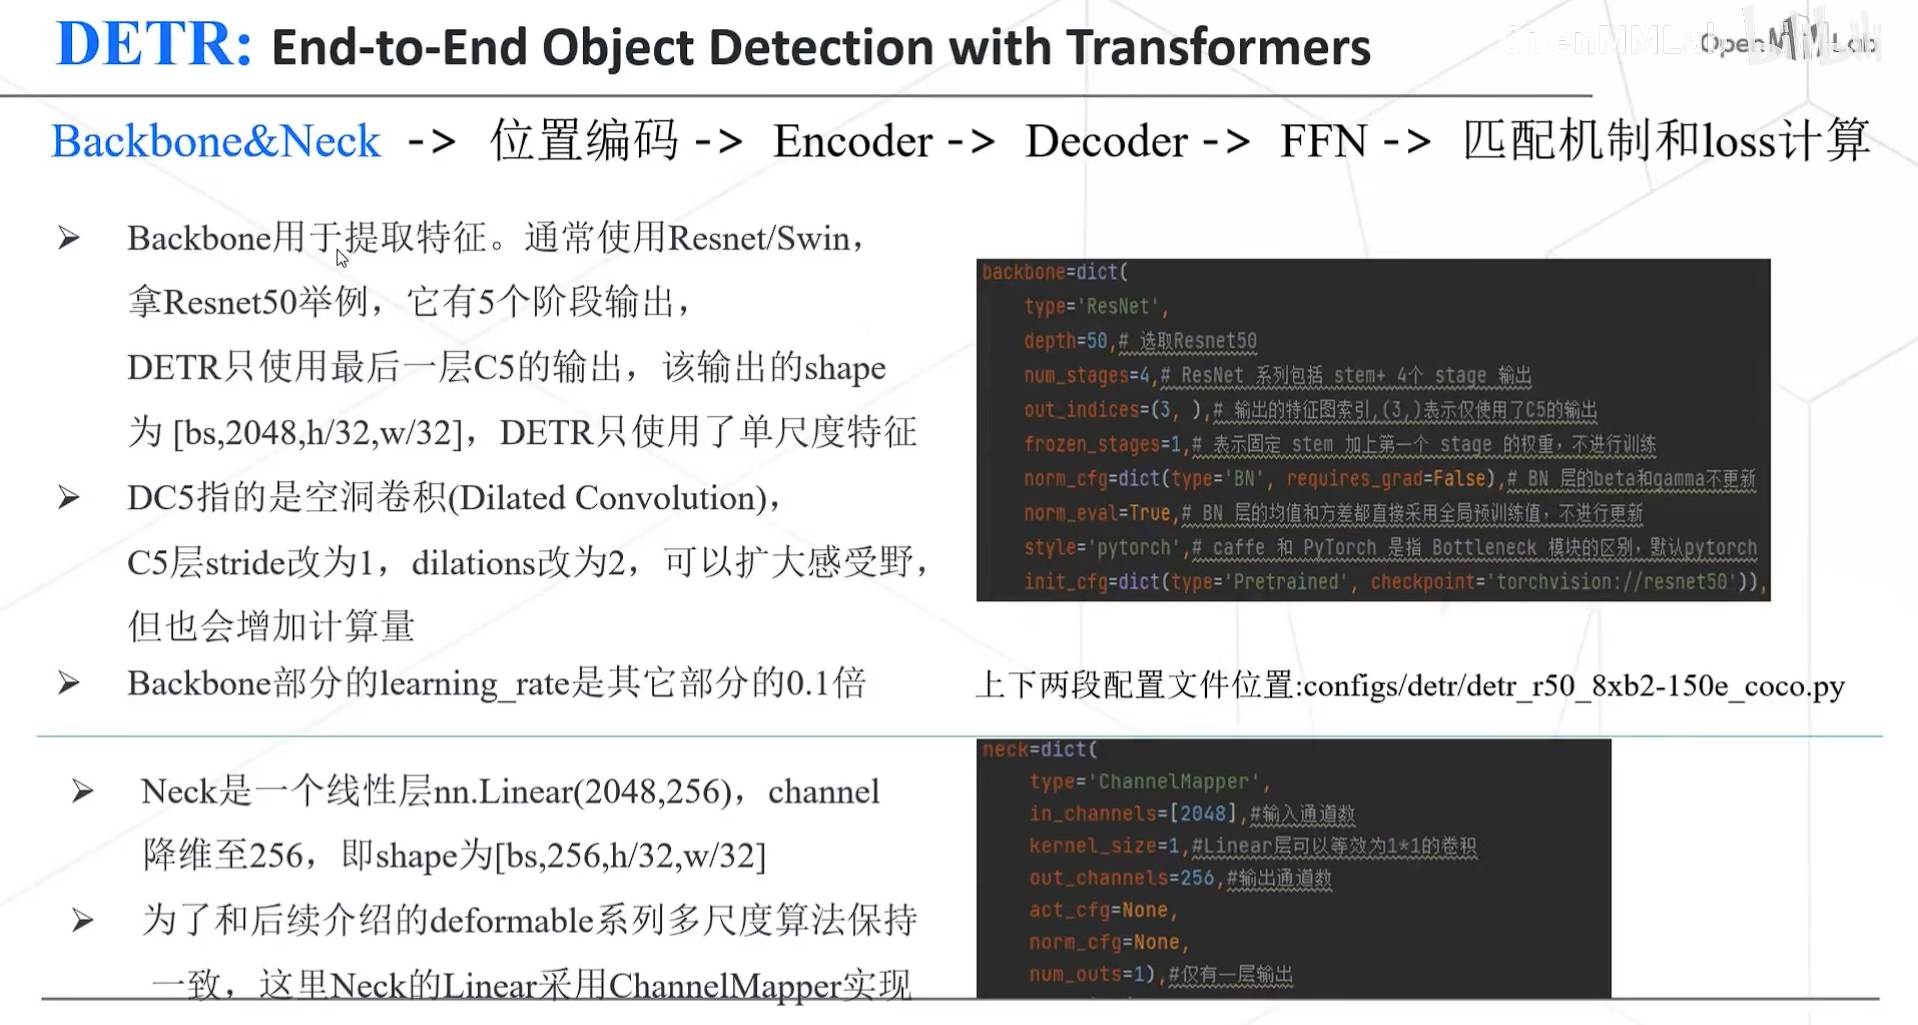 DETR: End-to-End Object Detection with Transformers
OpenMMLab
OpenMMLab
bilibili
Backbone&Neck -> 位置编码 -> Encoder -> Decoder -> FFN -> 匹配机制和loss计算
➢ Backbone用于提取特征。通常使用Resnet/Swin，
拿Resnet50举例，它有5个阶段输出，
DETR只使用最后一层C5的输出，该输出的shape
为 [bs,2048,h/32,w/32]，DETR只使用了单尺度特征
➢ DC5指的是空洞卷积(Dilated Convolution)，
C5层stride改为1，dilations改为2，可以扩大感受野，
但也会增加计算量
➢ Backbone部分的learning_rate是其它部分的0.1倍
backbone=dict(
type='ResNet',
depth=50,# 选取Resnet50
num_stages=4,# ResNet 系列包括 stem+ 4个 stage 输出
out_indices=(3, ),# 输出的特征图索引,(3,)表示仅使用了C5的输出
frozen_stages=1,# 表示固定 stem 加上第一个 stage 的权重，不进行训练
norm_cfg=dict(type='BN', requires_grad=False),# BN 层的beta和gamma不更新
norm_eval=True,# BN 层的均值和方差都直接采用全局预训练值，不进行更新
style='pytorch',# caffe 和 PyTorch 是指 Bottleneck 模块的区别，默认pytorch
init_cfg=dict(type='Pretrained', checkpoint='torchvision://resnet50')),
上下两段配置文件位置:configs/detr/detr_r50_8xb2-150e_coco.py
➢ Neck是一个线性层nn.Linear(2048,256)，channel
降维至256，即shape为[bs,256,h/32,w/32]
➢ 为了和后续介绍的deformable系列多尺度算法保持
一致，这里Neck的Linear采用ChannelMapper实现
neck=dict(
type='ChannelMapper',
in_channels=[2048],#输入通道数
kernel_size=1,#Linear层可以等效为1*1的卷积
out_channels=256,#输出通道数
act_cfg=None,
norm_cfg=None,
num_outs=1),#仅有一层输出